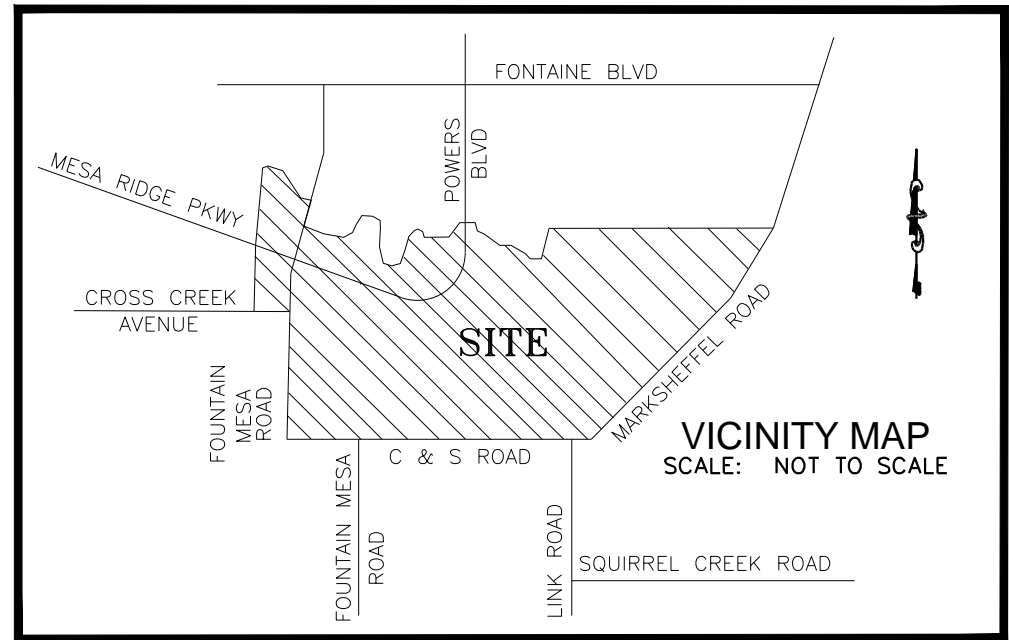 FONTAINE BLVD
POWERS
BLVD
MESA RIDGE PKWY
CROSS CREEK
AVENUE
SITE
MARKSHEFFEL ROAD
FOUNTAIN
MESA
ROAD
VICINITY MAP
SCALE: NOT TO SCALE
C & S ROAD
FOUNTAIN MESA
ROAD
LINK ROAD
SQUIRREL CREEK ROAD